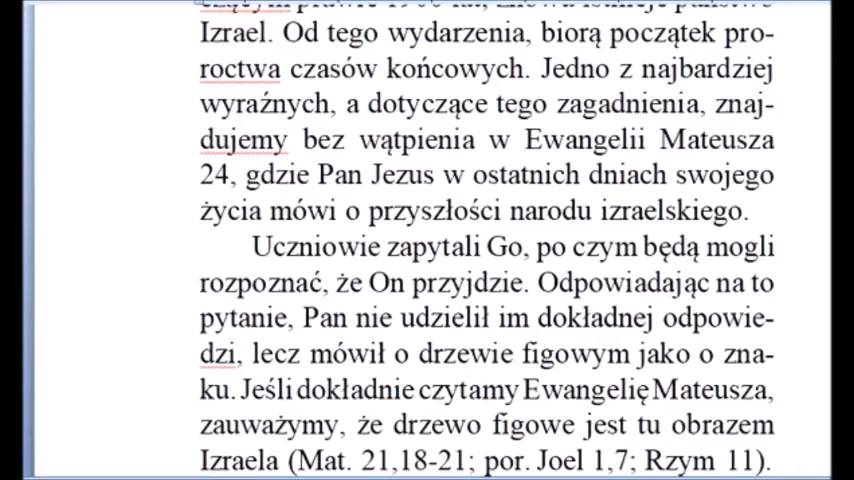 Izrael. Od tego wydarzenia, biorą początek pro-
roctwa czasów końcowych. Jedno z najbardziej
wyraźnych, a dotyczące tego zagadnienia, znaj-
dujemy bez wątpienia w Ewangelii Mateusza
24, gdzie Pan Jezus w ostatnich dniach swojego
życia mówi o przyszłości narodu izraelskiego.
Uczniowie zapytali Go, po czym będą mogli
rozpoznać, że On przyjdzie. Odpowiadając na to
pytanie, Pan nie udzielił im dokładnej odpowie-
dzi, lecz mówił o drzewie figowym jako o zna-
ku. Jeśli dokładnie czytamy Ewangelię Mateusza,
zauważymy, że drzewo figowe jest tu obrazem
Izraela (Mat. 21,18-21; por. Joel 1,7; Rzym 11).